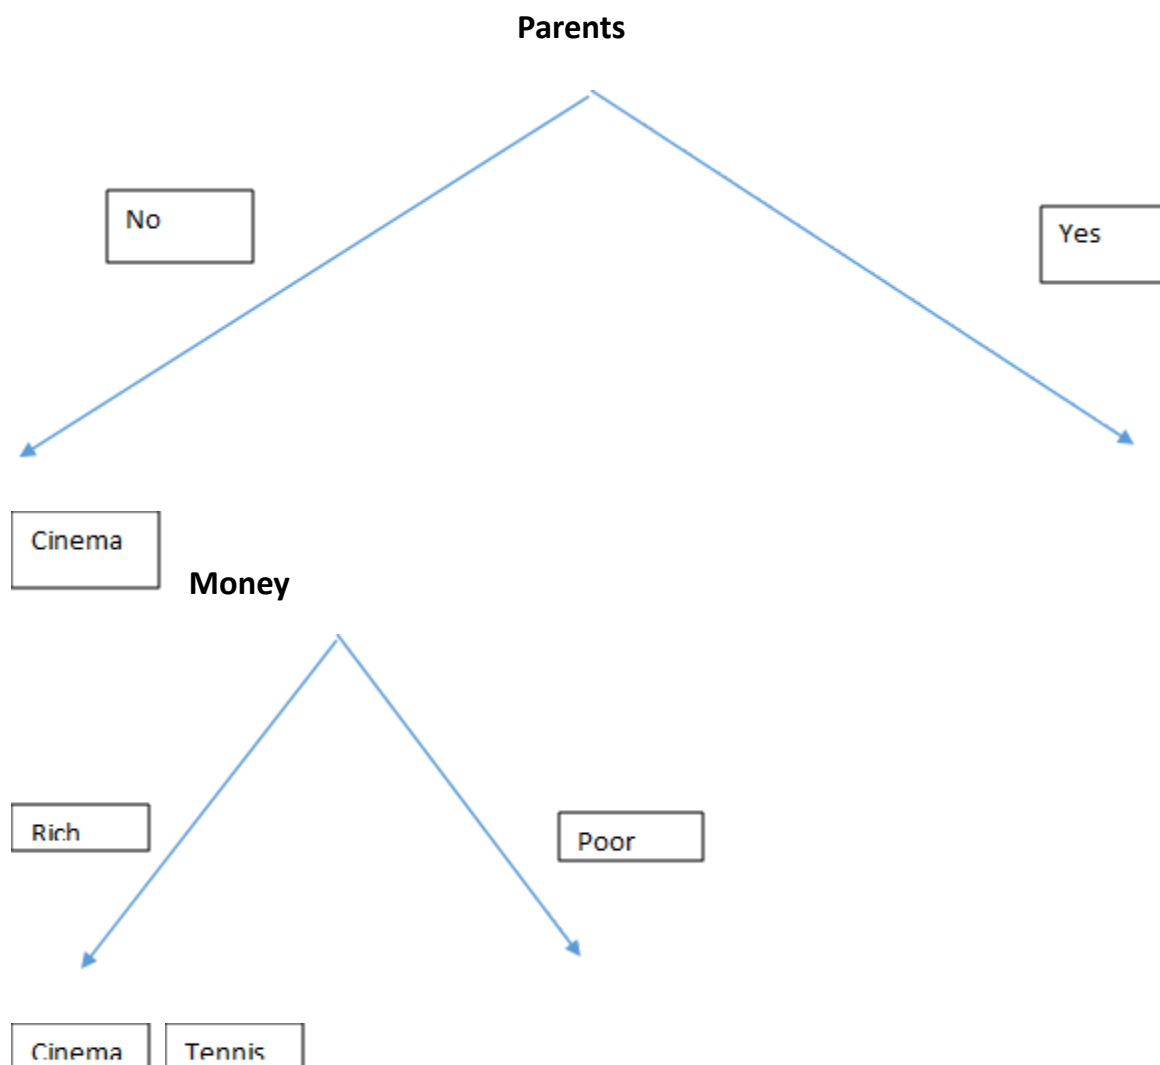 Parents
No
Yes
Cinema
Money
Rich
Poor
Cinema
Tennis